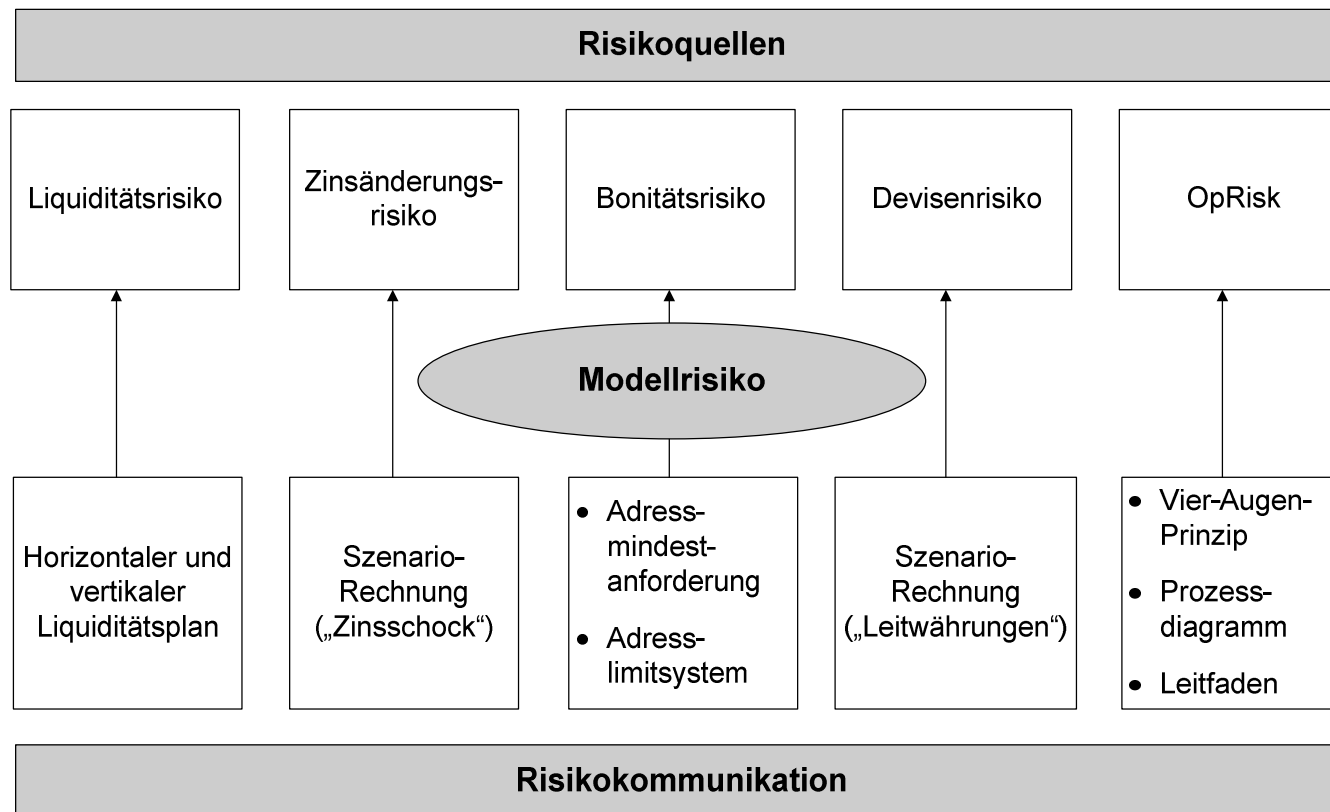 Risikoquellen
Liquiditätsrisiko
Zinsänderungs-
risiko
Bonitätsrisiko
Devisenrisiko
OpRisk
Modellrisiko
Horizontaler und
vertikaler
Liquiditätsplan
Szenario-
Rechnung
(„Zinsschock“)
• Adress-
mindest-
anforderung
• Adress-
limitsystem
Szenario-
Rechnung
(„Leitwährungen“)
• Vier-Augen-
Prinzip
• Prozess-
diagramm
• Leitfaden
Risikokommunikation